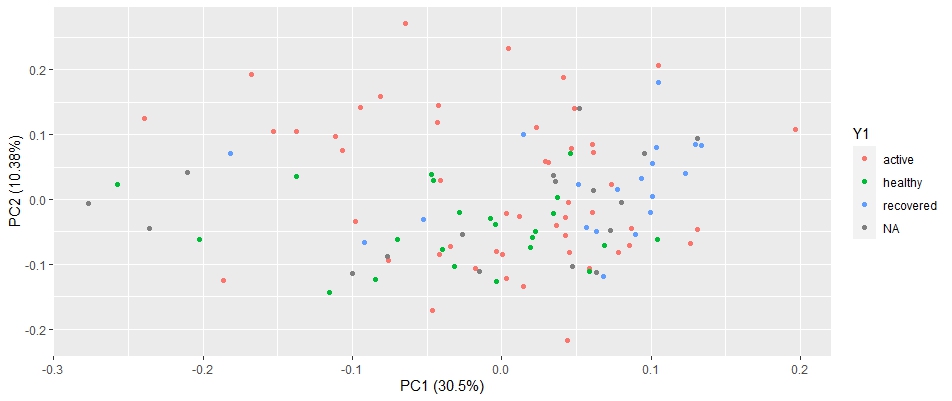 0.2
0.1
0.0
-0.1
-0.2
PC2 (10.38%)
-0.3
-0.2
-0.1
0.0
0.1
0.2
PC1 (30.5%)
Y1
active
healthy
recovered
NA